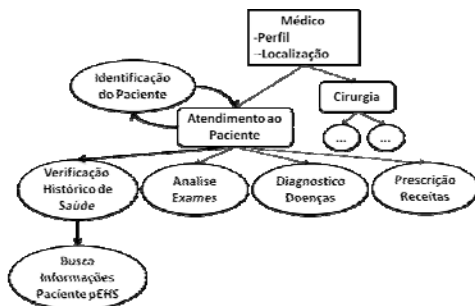 Médico
-Perfil
--Localização
Identificação
do Paciente
Cirurgia
Atendimento ao
Paciente
...
...
Verificação
Histórico de
Saúde
Analise
Exames
Diagnostico
Doenças
Prescrição
Receitas
Busca
Informações
Paciente pEHS